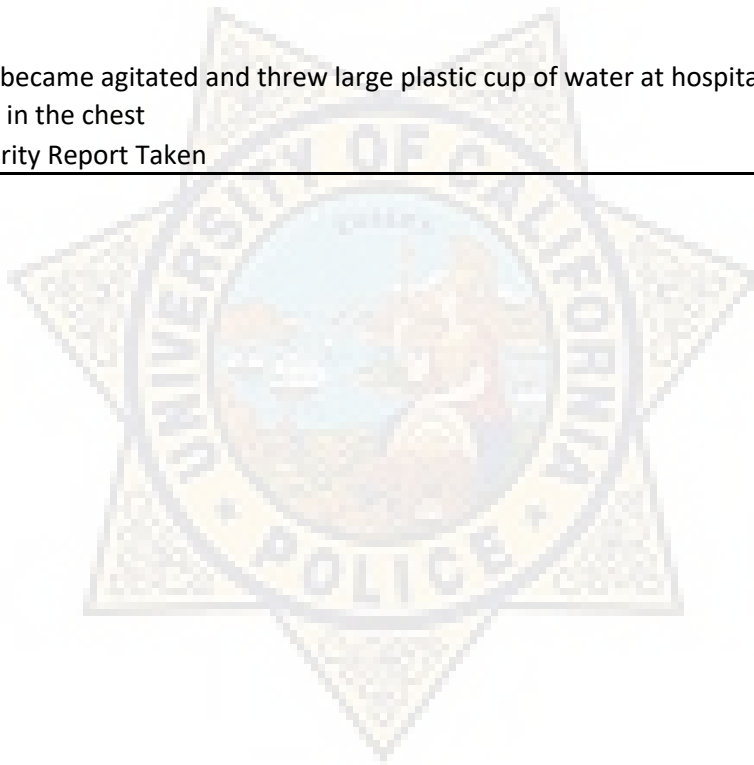 became agitated and threw large plastic cup of water at hospita
in the chest
rity Report Taken
UNIVERSITY OF CALIFORNIA
POLICE